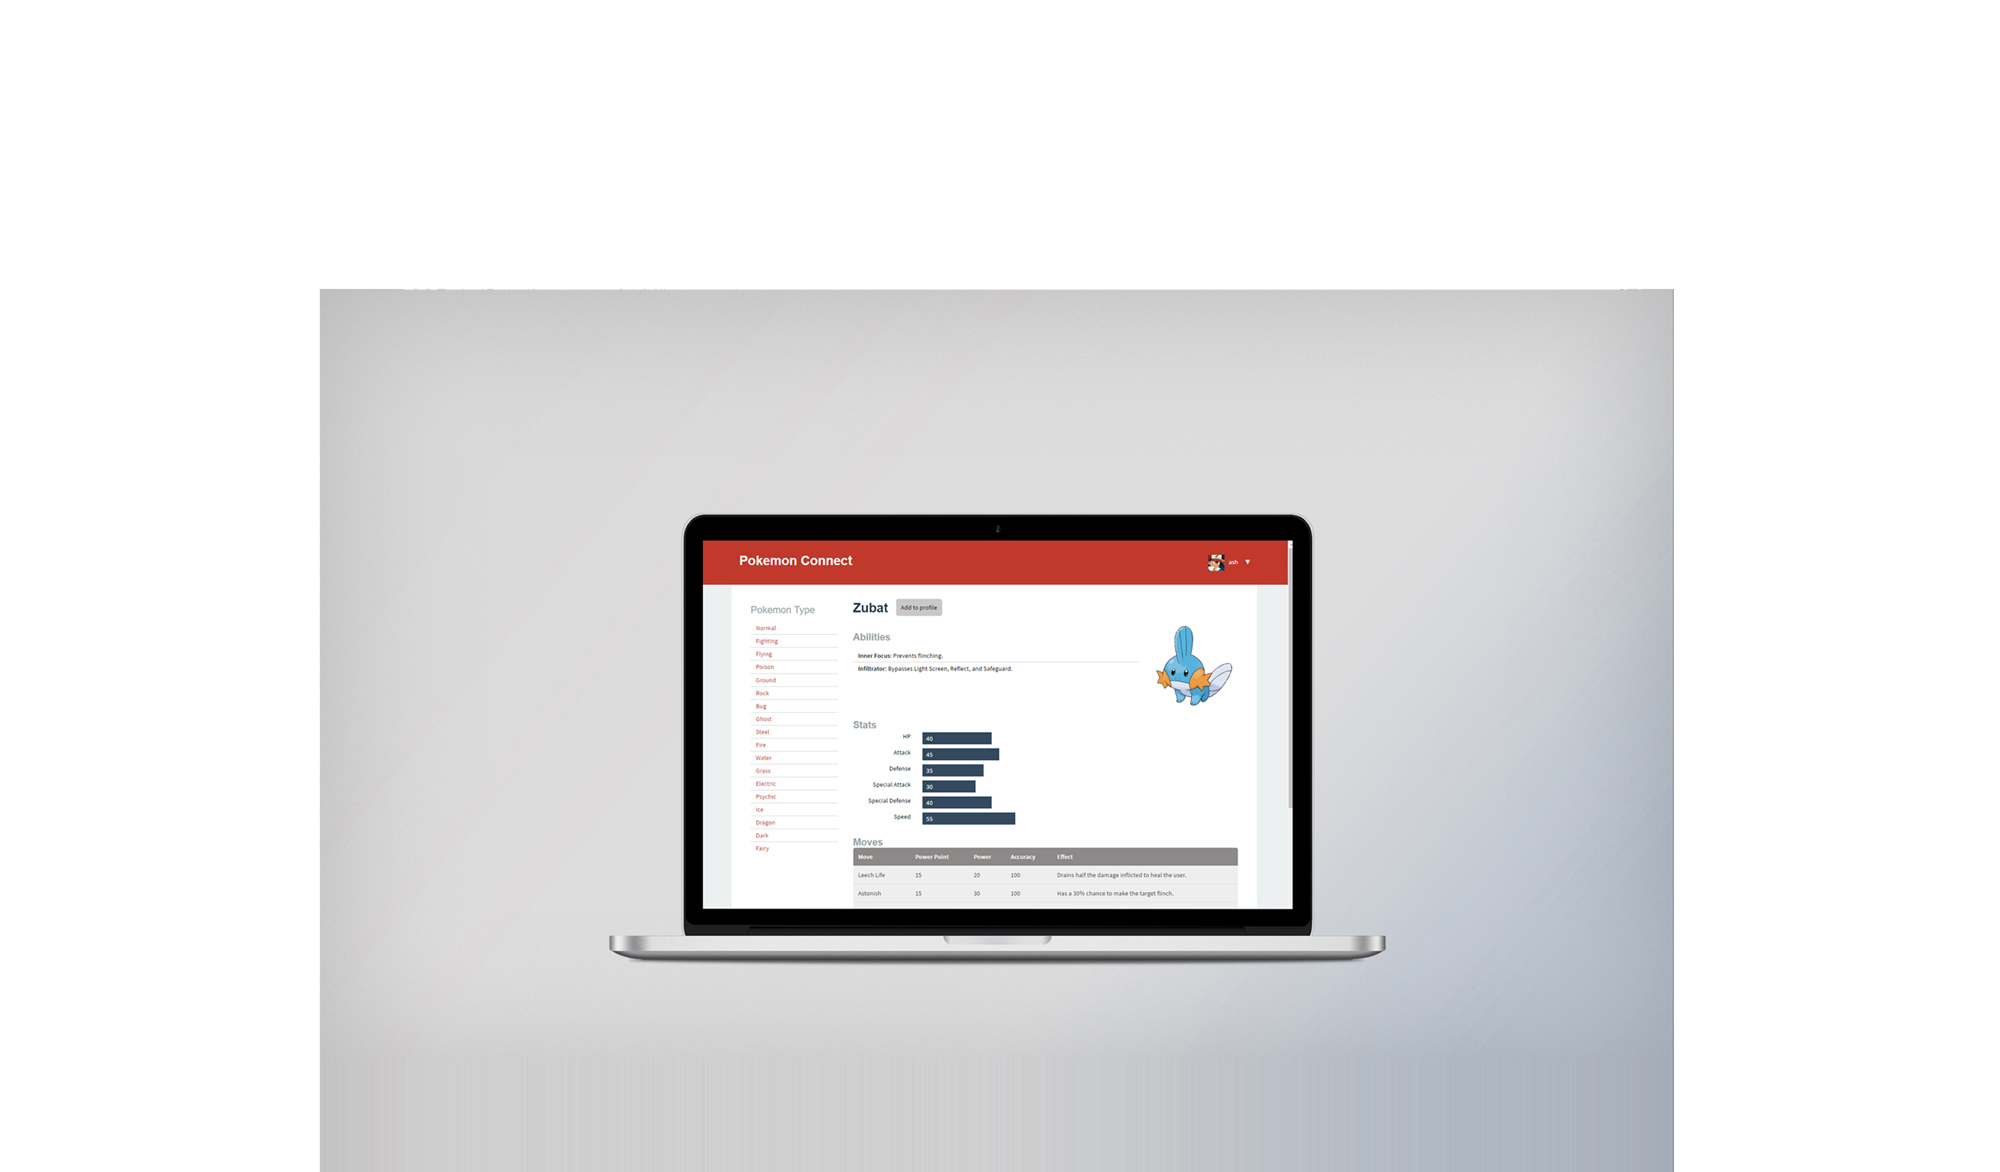 Pokemon Connect
ash ▼
Pokemon Type
Normal
Fighting
Flying
Poison
Ground
Rock
Bug
Ghost
Steel
Fire
Water
Grass
Electric
Psychic
Ice
Dragon
Dark
Fairy
Zubat Add to profile
Abilities
Inner Focus: Prevents flinching.
Infiltrator: Bypasses Light Screen, Reflect, and Safeguard.
Stats
HP 40
Attack 45
Defense 35
Special Attack 30
Special Defense 40
Speed 55
Moves
Move Power Point Power Accuracy Effect
Leech Life 15 20 100 Drains half the damage inflicted to heal the user.
Astonish 15 30 100 Has a 30% chance to make the target flinch.